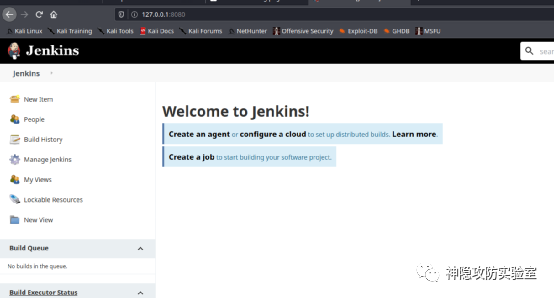 127.0.0.1:8080
Kali Linux Kali Training Kali Tools Kali Docs Kali Forums NetHunter Offensive Security Exploit-DB GHDB MSFU
Jenkins
sear
Jenkins
New Item
People
Build History
Manage Jenkins
My Views
Lockable Resources
New View
Build Queue
No builds in the queue.
Build Executor Status
Welcome to Jenkins!
Create an agent or configure a cloud to set up distributed builds. Learn more.
Create a job to start building your software project.
神隐攻防实验室